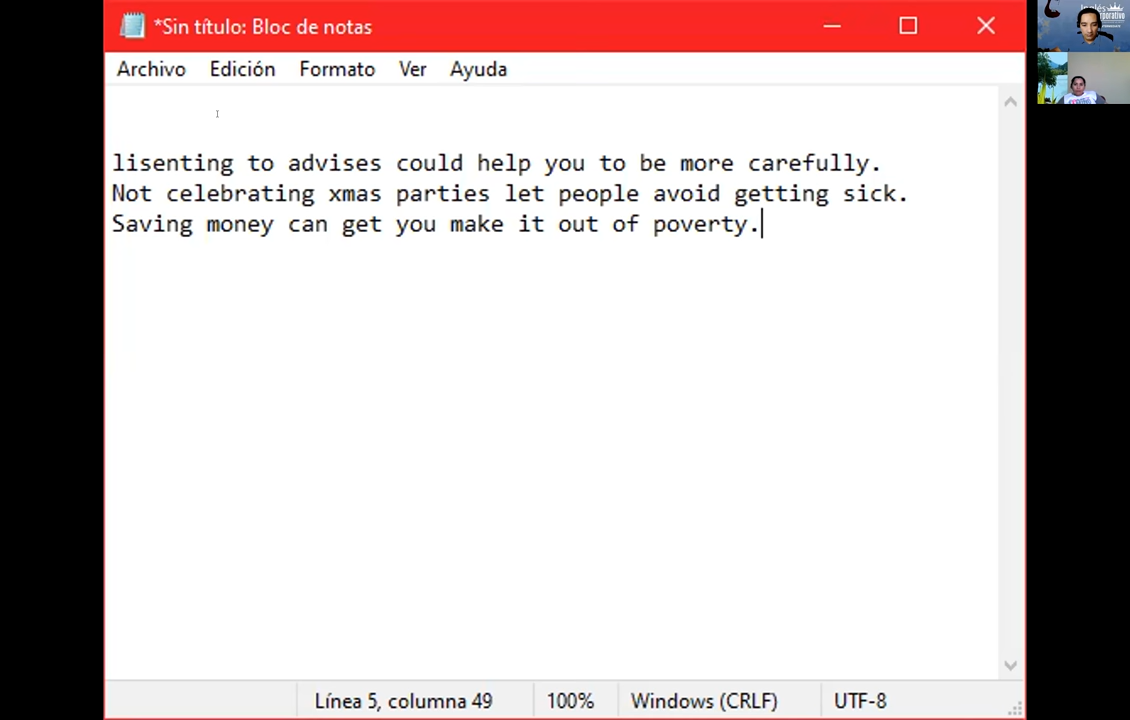 *Sin título: Bloc de notas
Archivo Edición Formato Ver Ayuda
lisenting to advises could help you to be more carefully.
Not celebrating xmas parties let people avoid getting sick.
Saving money can get you make it out of poverty.
Línea 5, columna 49 100% Windows (CRLF) UTF-8